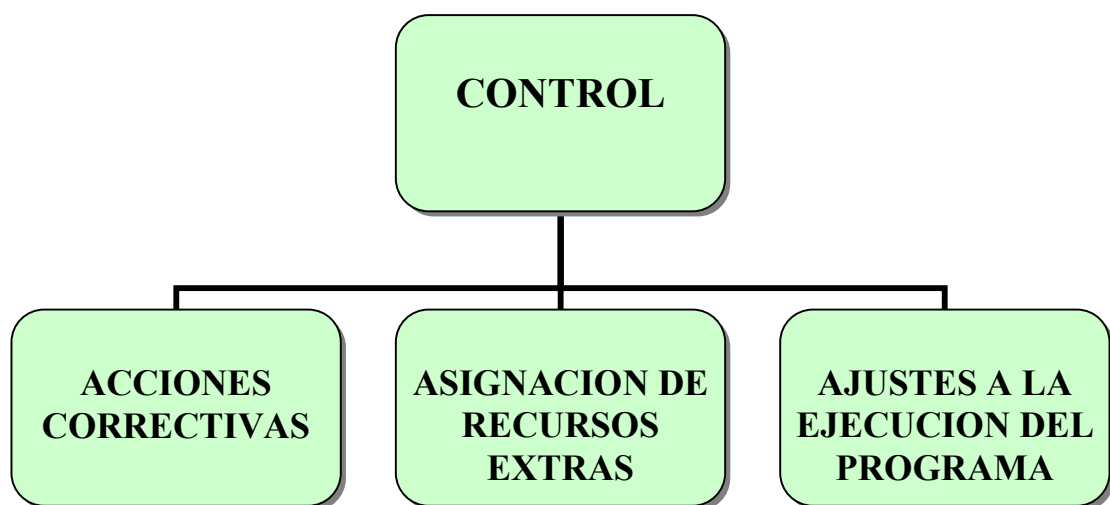 CONTROL
ACCIONES
CORRECTIVAS
ASIGNACION DE
RECURSOS
EXTRAS
AJUSTES A LA
EJECUCION DEL
PROGRAMA